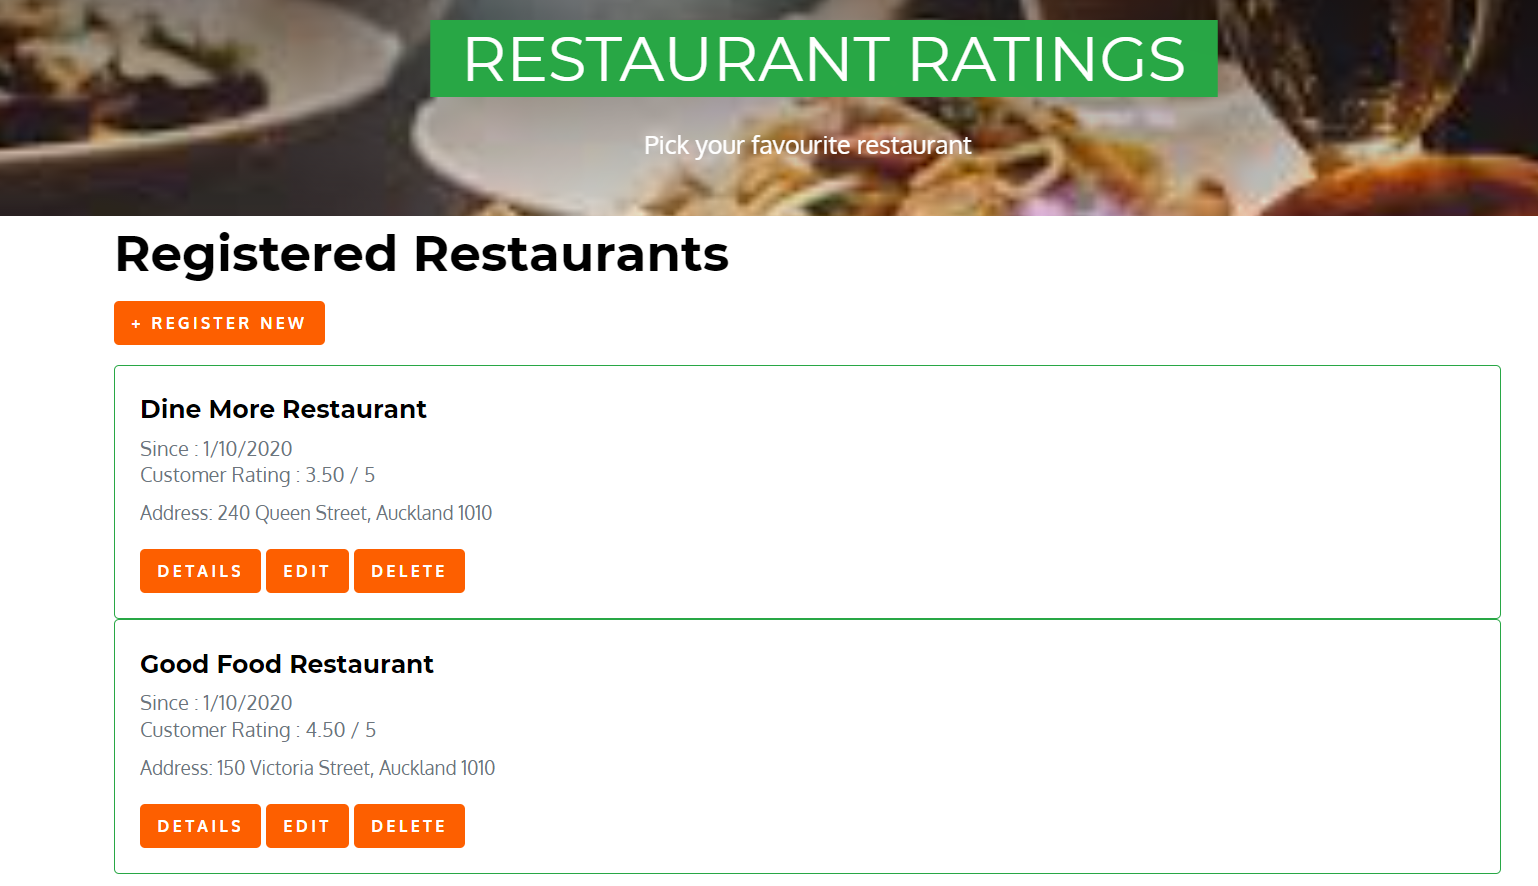 RESTAURANT RATINGS
Pick your favourite restaurant
Registered Restaurants
+ REGISTER NEW
Dine More Restaurant
Since : 1/10/2020
Customer Rating : 3.50 / 5
Address: 240 Queen Street, Auckland 1010
DETAILS EDIT DELETE
Good Food Restaurant
Since : 1/10/2020
Customer Rating : 4.50 / 5
Address: 150 Victoria Street, Auckland 1010
DETAILS EDIT DELETE